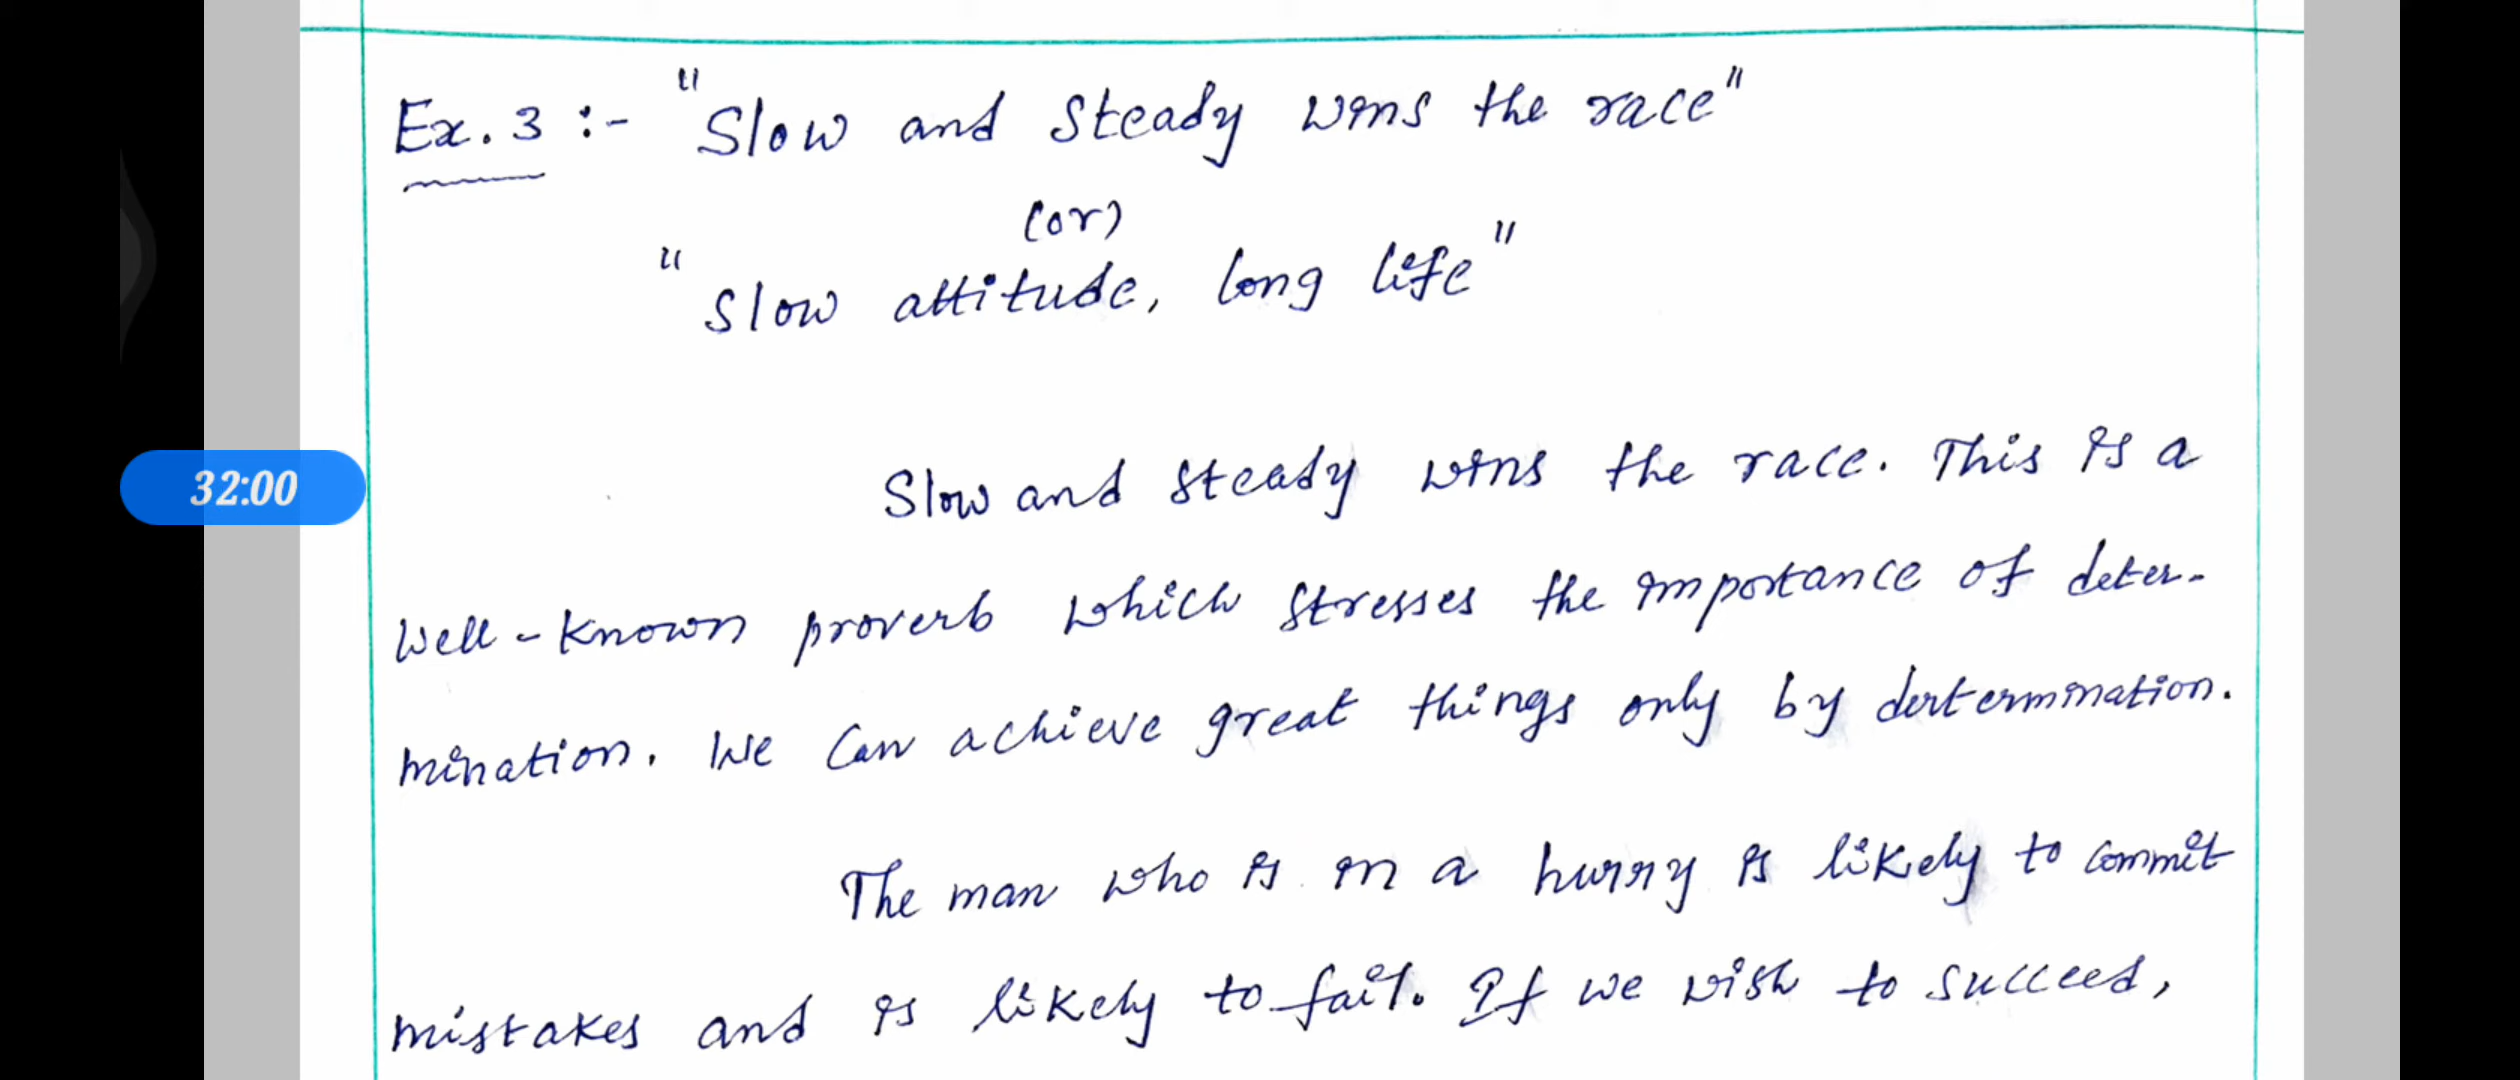 Ex. 3 :- "Slow and steady wins the race"
(or)
"Slow attitude, long life"
Slow and steady wins the race. This is a
32:00
well-known proverb which stresses the importance of deter-
mination. We can achieve great things only by determination.
The man who is in a hurry is likely to commit
mistakes and is likely to fail. If we wish to succeed,